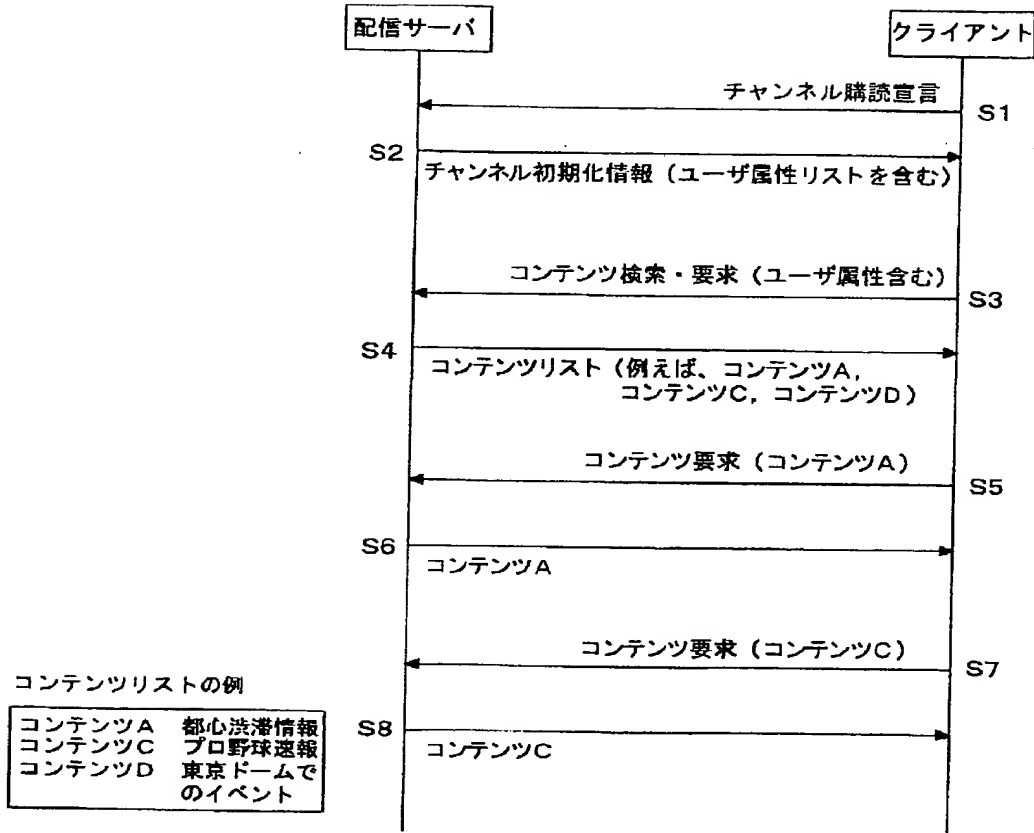 配信サーバ
クライアント
チャンネル購読宣言
S1
S2
チャンネル初期化情報（ユーザ属性リストを含む）
コンテンツ検索・要求（ユーザ属性含む）
S3
S4
コンテンツリスト（例えば、コンテンツA，
コンテンツC，コンテンツD）
コンテンツ要求（コンテンツA）
S5
S6
コンテンツA
コンテンツ要求（コンテンツC）
S7
S8
コンテンツC
コンテンツリストの例
コンテンツA 都心渋滞情報
コンテンツC プロ野球速報
コンテンツD 東京ドームで
のイベント